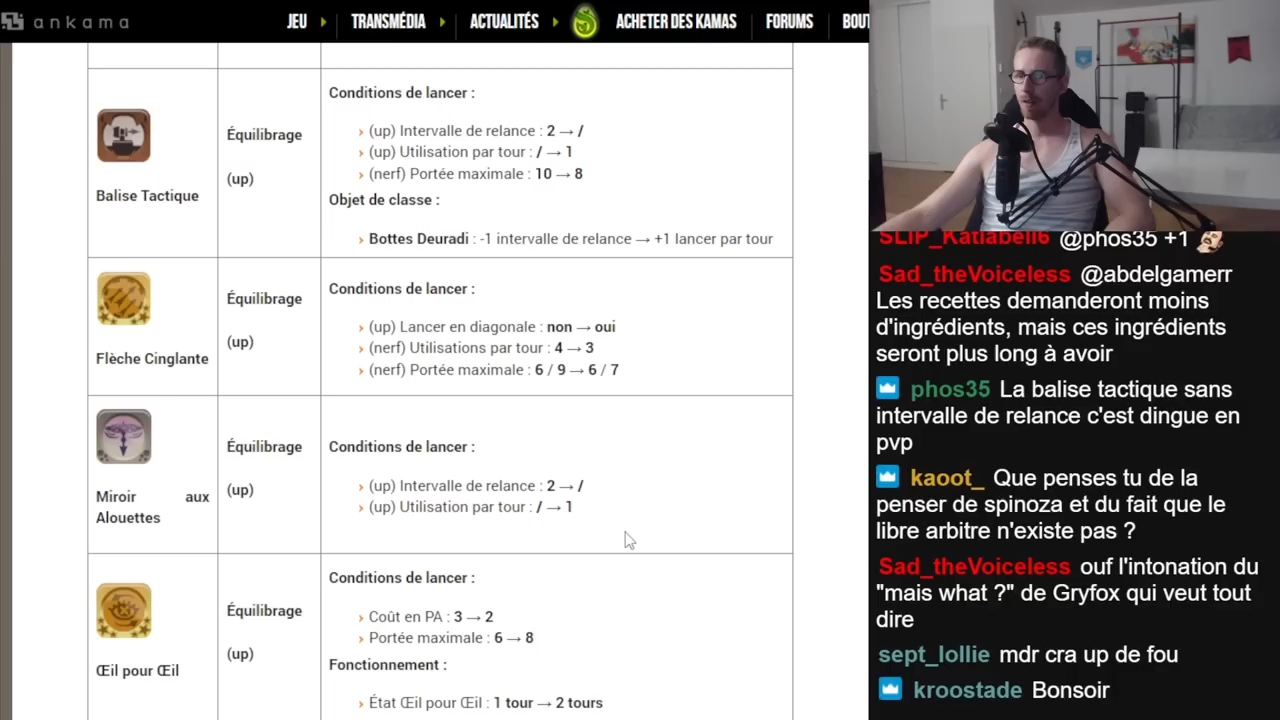 ankama
JEU
TRANSMÉDIA
ACTUALITÉS
ACHETER DES KAMAS
FORUMS
BOUT
Balise Tactique
Équilibrage
(up)
Conditions de lancer :
(up) Intervalle de relance : 2 → /
(up) Utilisation par tour : / → 1
(nerf) Portée maximale : 10 → 8
Objet de classe :
Bottes Deuradi : -1 intervalle de relance → +1 lancer par tour
Flèche Cinglante
Équilibrage
(up)
Conditions de lancer :
(up) Lancer en diagonale : non → oui
(nerf) Utilisations par tour : 4 → 3
(nerf) Portée maximale : 6 / 9 → 6 / 7
Miroir aux
Alouettes
Équilibrage
(up)
Conditions de lancer :
(up) Intervalle de relance : 2 → /
(up) Utilisation par tour : / → 1
Œil pour Œil
Équilibrage
(up)
Conditions de lancer :
Coût en PA : 3 → 2
Portée maximale : 6 → 8
Fonctionnement :
État Œil pour Œil : 1 tour → 2 tours
@phos35 +1
Sad_theVoiceless @abdelgamerr
Les recettes demanderont moins
d'ingrédients, mais ces ingrédients
seront plus long à avoir
phos35 La balise tactique sans
intervalle de relance c'est dingue en
pvp
kaoot_ Que penses tu de la
penser de spinoza et du fait que le
libre arbitre n'existe pas ?
Sad_theVoiceless ouf l'intonation du
"mais what ?" de Gryfox qui veut tout
dire
sept_lollie mdr cra up de fou
kroostade Bonsoir